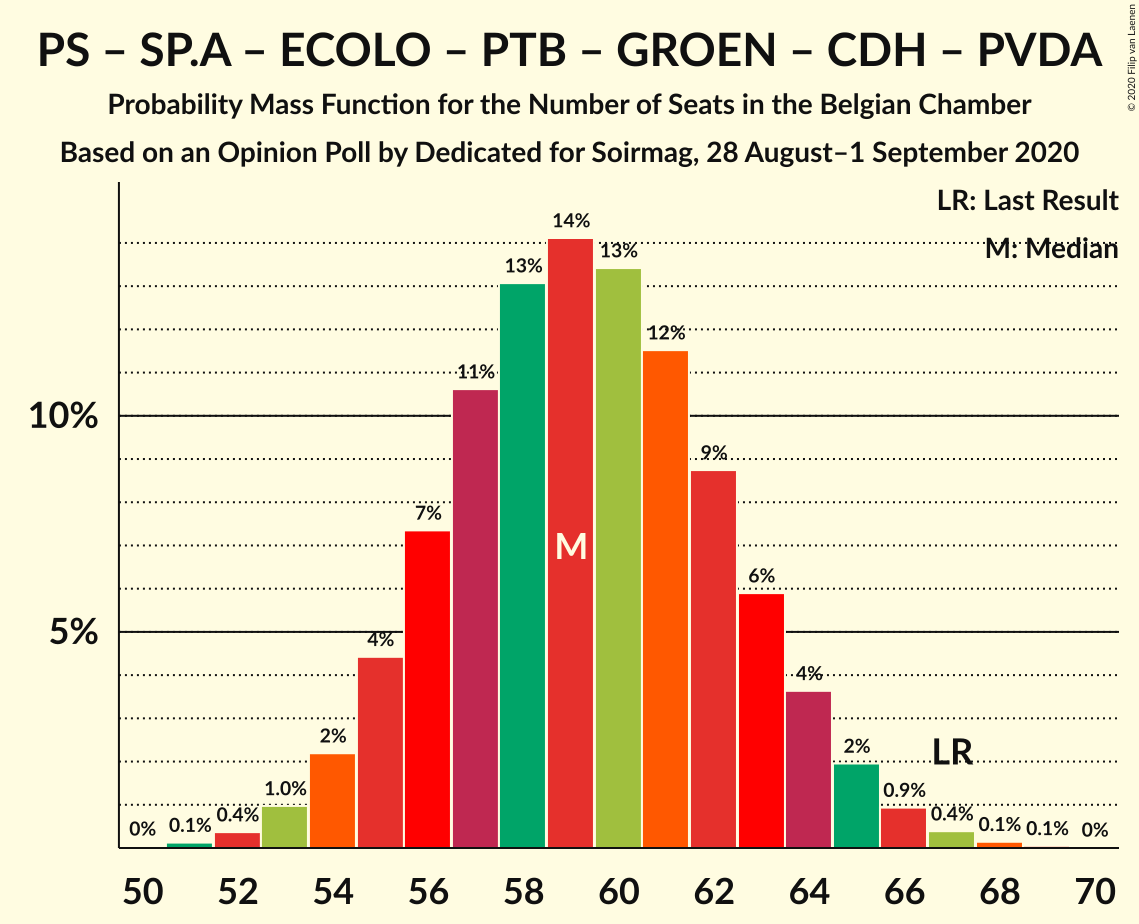 PS – SP.A – ECOLO – PTB – GROEN – CDH – PVDA
Probability Mass Function for the Number of Seats in the Belgian Chamber
Based on an Opinion Poll by Dedicated for Soirmag, 28 August–1 September 2020
© 2020 Filip van Laenen
LR: Last Result
M: Median
10%
5%
0%
0.1%
0.4%
1.0%
2%
4%
7%
11%
13%
14%
13%
12%
9%
6%
4%
2%
0.9%
0.4%
0.1%
0.1%
0%
M
LR
50 52 54 56 58 60 62 64 66 68 70